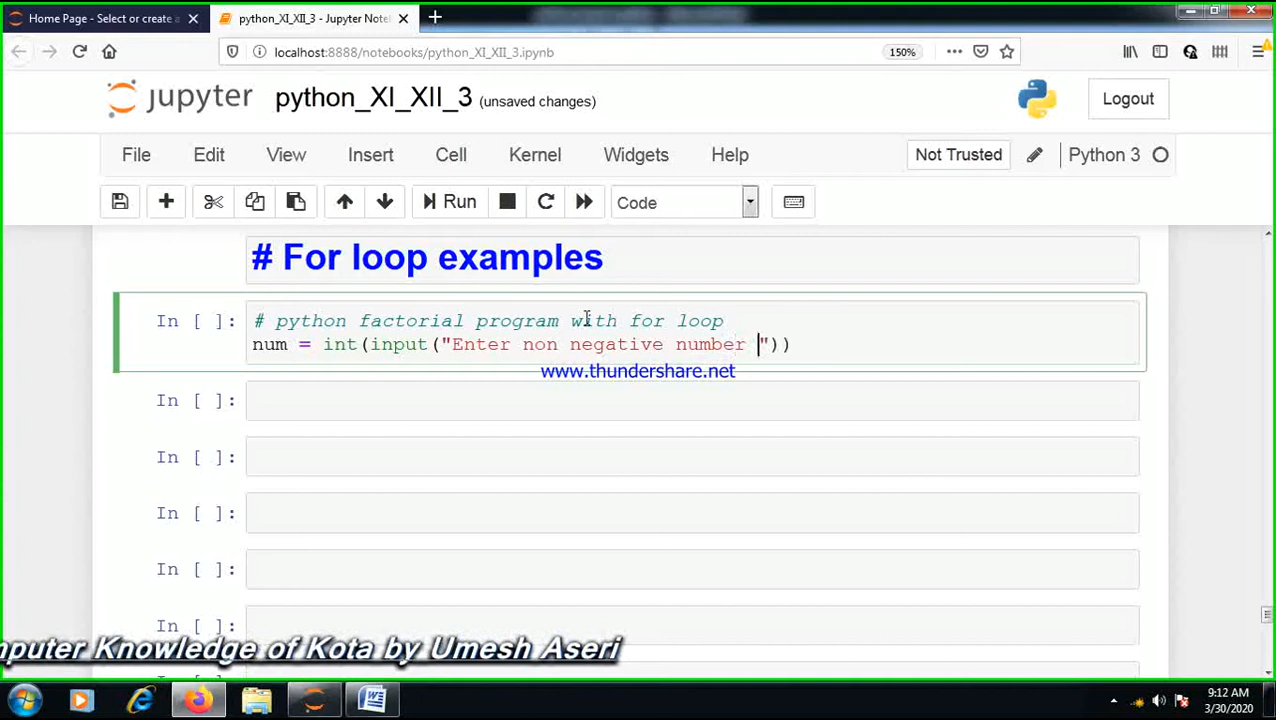 Home Page - Select or create a
python_XI_XII_3 - Jupyter Note
localhost:8888/notebooks/python_XI_XII_3.ipynb
150%
jupyter python_XI_XII_3 (unsaved changes)
Logout
File Edit View Insert Cell Kernel Widgets Help Not Trusted Python 3
Run Code
# For loop examples
In [ ]: # python factorial program with for loop
num = int(input("Enter non negative number "))
www.thundershare.net
In [ ]:
In [ ]:
In [ ]:
In [ ]:
In [ ]:
mputer Knowledge of Kota by Umesh Aseri
9:12 AM
3/30/2020